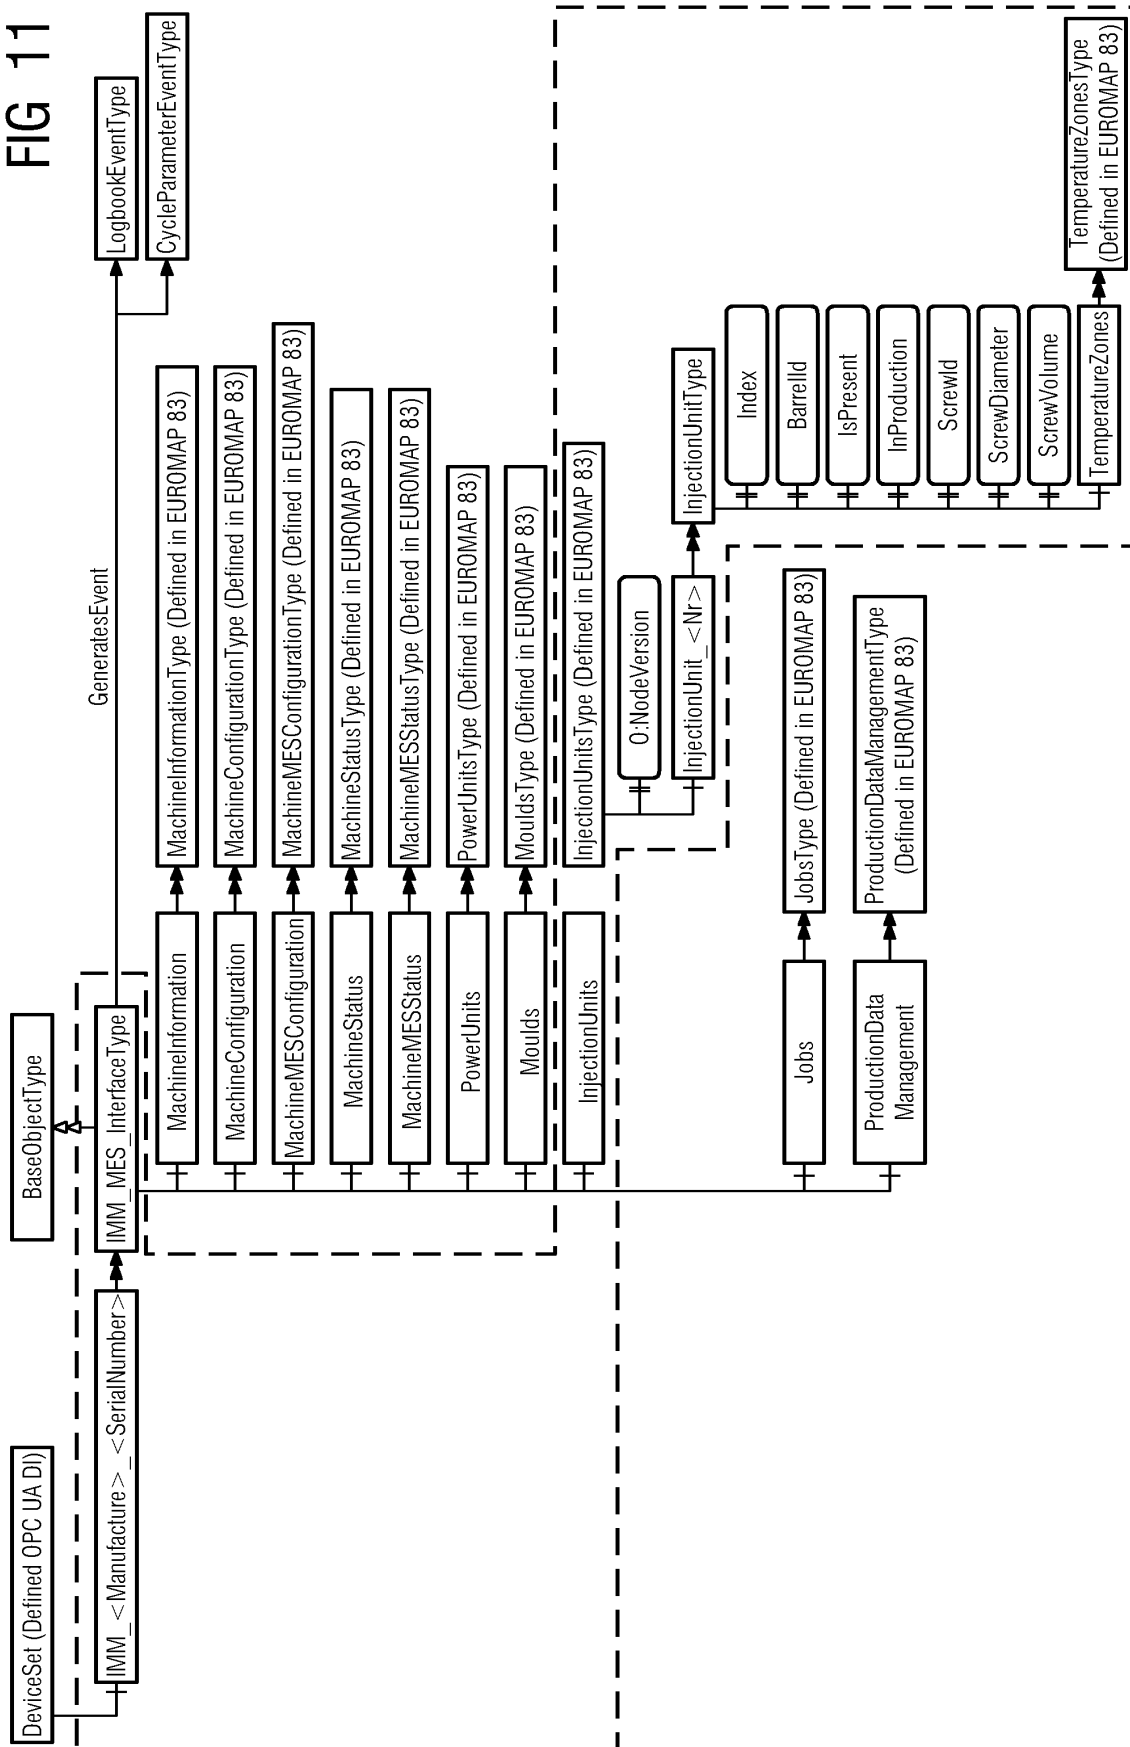 FIG 11
DeviceSet (Defined OPC UA DI)
BaseObjectType
IMM_<Manufacture>_<SerialNumber>
IMM_MES_InterfaceType
GeneratesEvent
LogbookEventType
CycleParameterEventType
MachineInformation
MachineInformationType (Defined in EUROMAP 83)
MachineConfiguration
MachineConfigurationType (Defined in EUROMAP 83)
MachineMESConfiguration
MachineMESConfigurationType (Defined in EUROMAP 83)
MachineStatus
MachineStatusType (Defined in EUROMAP 83)
MachineMESStatus
MachineMESStatusType (Defined in EUROMAP 83)
PowerUnits
PowerUnitsType (Defined in EUROMAP 83)
Moulds
MouldsType (Defined in EUROMAP 83)
InjectionUnits
InjectionUnitsType (Defined in EUROMAP 83)
O:NodeVersion
InjectionUnit_<Nr>
InjectionUnitType
Index
BarrelId
IsPresent
InProduction
ScrewId
ScrewDiameter
ScrewVolume
TemperatureZones
TemperatureZonesType
(Defined in EUROMAP 83)
Jobs
JobsType (Defined in EUROMAP 83)
ProductionData
Management
ProductionDataManagementType
(Defined in EUROMAP 83)